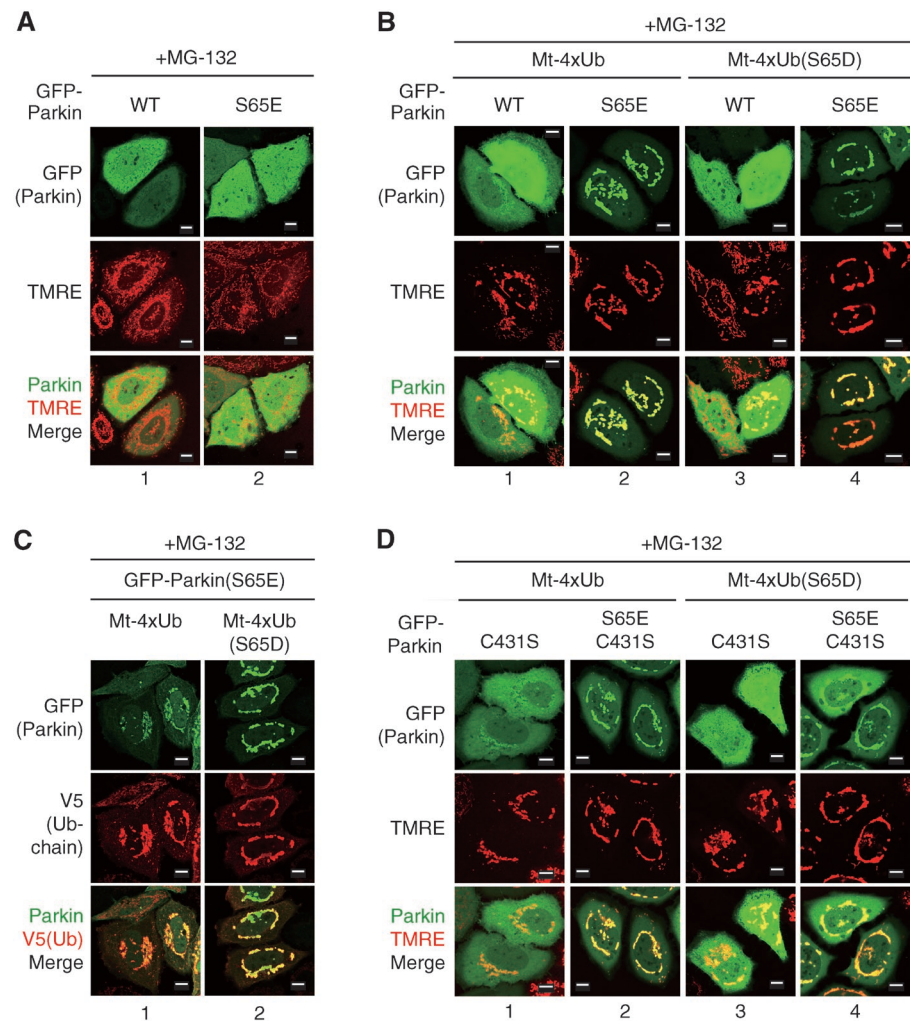 A
+MG-132
GFP-
Parkin
WT S65E
GFP
(Parkin)
TMRE
Parkin
TMRE
Merge
1 2
B
+MG-132
Mt-4xUb Mt-4xUb(S65D)
GFP-
Parkin
WT S65E WT S65E
GFP
(Parkin)
TMRE
Parkin
TMRE
Merge
1 2 3 4
C
+MG-132
GFP-Parkin(S65E)
Mt-4xUb Mt-4xUb
(S65D)
GFP
(Parkin)
V5
(Ub-
chain)
Parkin
V5(Ub)
Merge
1 2
D
+MG-132
Mt-4xUb Mt-4xUb(S65D)
GFP-
Parkin
C431S S65E
C431S C431S S65E
C431S
GFP
(Parkin)
TMRE
Parkin
TMRE
Merge
1 2 3 4